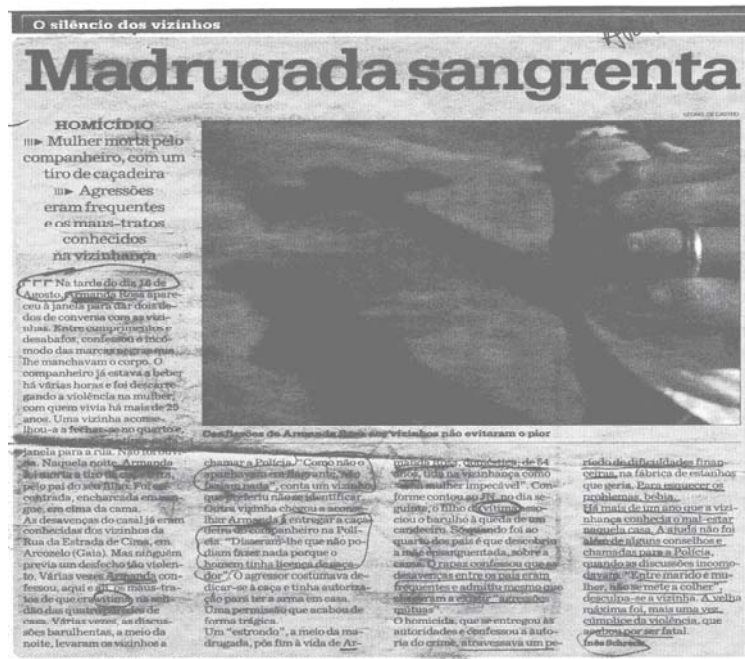 O silêncio dos vizinhos
Madrugada sangrenta
HOMICÍDIO
Mulher morta pelo
companheiro, com um
tiro de caçadeira
Agressões
eram frequentes
e os maus-tratos
conhecidos
na vizinhança
LEONEL DE CASTRO
Confissões de Armanda Rosa aos vizinhos não evitaram o pior
Na tarde do dia 16 de
Agosto, Armanda Rosa apare-
ceu à janela para dar dois de-
dos de conversa com as vizi-
nhas. Entre cumprimentos e
desabafos, confessou o incó-
modo das marcas negras que
lhe manchavam o corpo. O
companheiro já estava a beber
há várias horas e foi descarre-
gando a violência na mulher,
com quem vivia há mais de 25
anos. Uma vizinha aconse-
lhou-a a fechar-se no quarto e,
janela para a rua. Não foi ouvi-
da. Naquela noite, Armanda
foi morta a tiro de caçadeira,
pelo pai do seu filho. Foi en-
contrada, encharcada em san-
gue, em cima da cama.
As desavenças do casal já eram
conhecidas dos vizinhos da
Rua da Estrada de Cima, em
Arcozelo (Gaia). Mas ninguém
previa um desfecho tão violen-
to. Várias vezes Armanda con-
fessou, aqui e ali, os maus-tra-
tos de que era vítima na
dão das quatro paredes de
casa. Várias vezes, as discus-
sões barulhentas, a meio da
noite, levaram os vizinhos a
chamar a Polícia. "Como não o
apanhavam em flagrante, não
faziam nada", conta um vizinho
que preferiu não se identificar.
Outra vizinha chegou a aconse-
lhar Armanda a entregar a caça-
deira do companheiro na Polí-
cia. "Disseram-lhe que não po-
diam fazer nada porque o
homem tinha licença de caça-
dor". O agressor costumava de-
dicar-se à caça e tinha autoriza-
ção para ter a arma em casa.
Uma permissão que acabou de
forma trágica.
Um "estrondo", a meio da ma-
drugada, pôs fim à vida de Ar-
manda Rosa, doméstica, de 54
anos, tida na vizinhança como
"uma mulher impecável". Con-
forme contou ao JN, no dia se-
guinte, o filho da vítima asso-
ciou o barulho à queda de um
candeeiro. Só quando foi ao
quarto dos pais é que descobriu
a mãe ensanguentada, sobre a
cama. O rapaz confessou que as
desavenças entre os pais eram
frequentes e admitiu mesmo que
chegavam a existir "agressões
mútuas".
O homicida, que se entregou às
autoridades e confessou a auto-
ria do crime, atravessava um pe-
ríodo de dificuldades finan-
ceiras, na fábrica de estanhos
que geria. Para esquecer os
problemas, bebia.
Há mais de um ano que a vizi-
nhança conhecia o mal-estar
naquela casa. A ajuda não foi
além de alguns conselhos e
chamadas para a Polícia,
quando as discussões incomo-
davam. "Entre marido e mu-
lher, não se mete a colher",
desculpa-se a vizinha. A velha
máxima foi, mais uma vez,
cúmplice da violência, que
acabou por ser fatal.
Inês Schreck